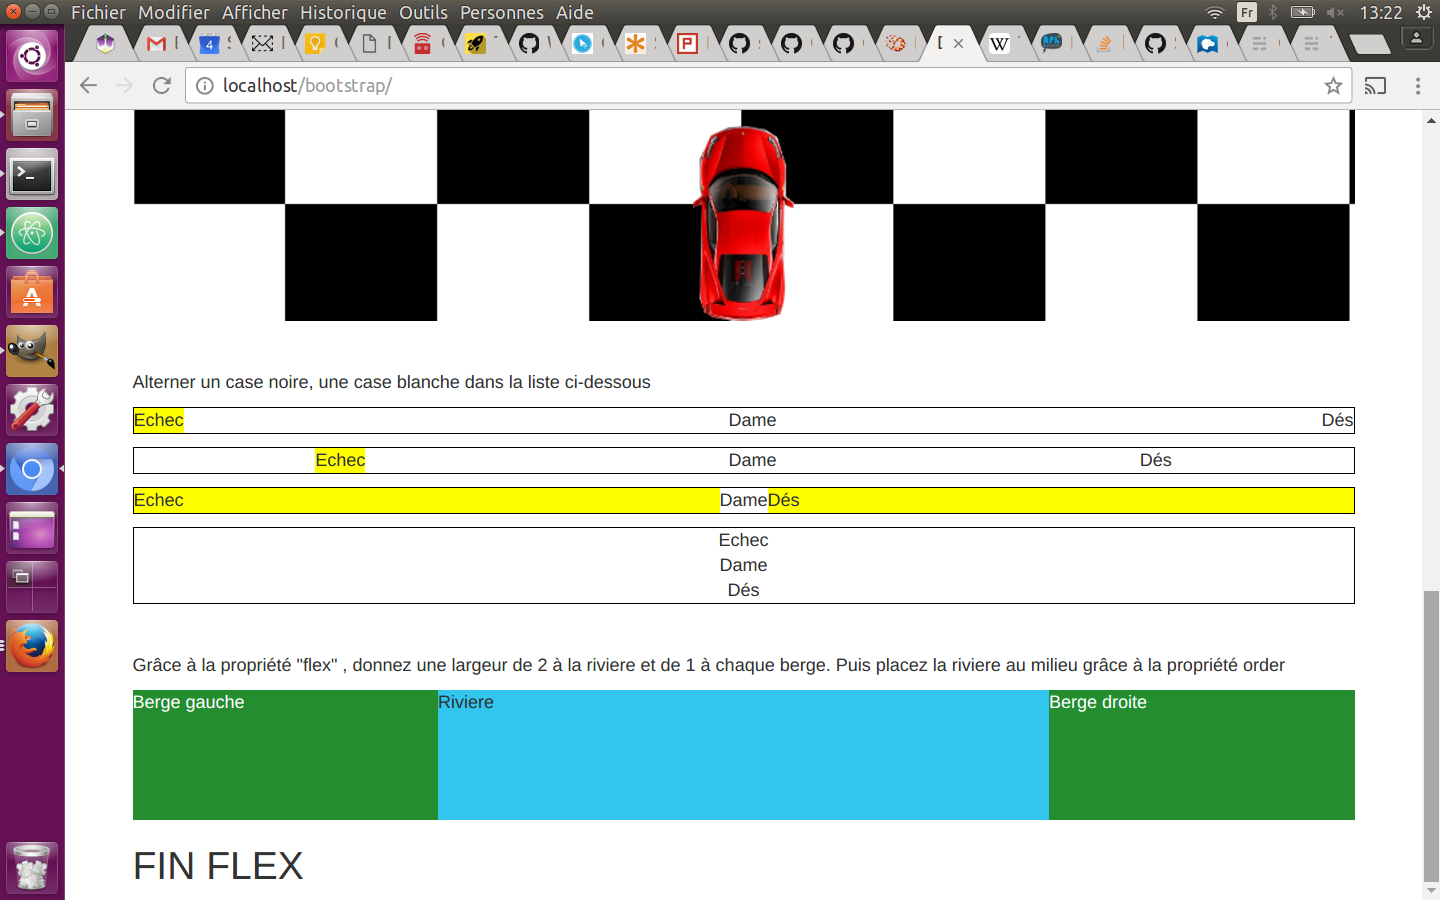 Fichier Modifier Afficher Historique Outils Personnes Aide
Fr 13:22
4
W
localhost/bootstrap/
Alterner un case noire, une case blanche dans la liste ci-dessous
Echec Dame Dés
Echec Dame Dés
Echec DameDés
Echec
Dame
Dés
Grâce à la propriété "flex" , donnez une largeur de 2 à la riviere et de 1 à chaque berge. Puis placez la riviere au milieu grâce à la propriété order
Berge gauche Riviere Berge droite
FIN FLEX